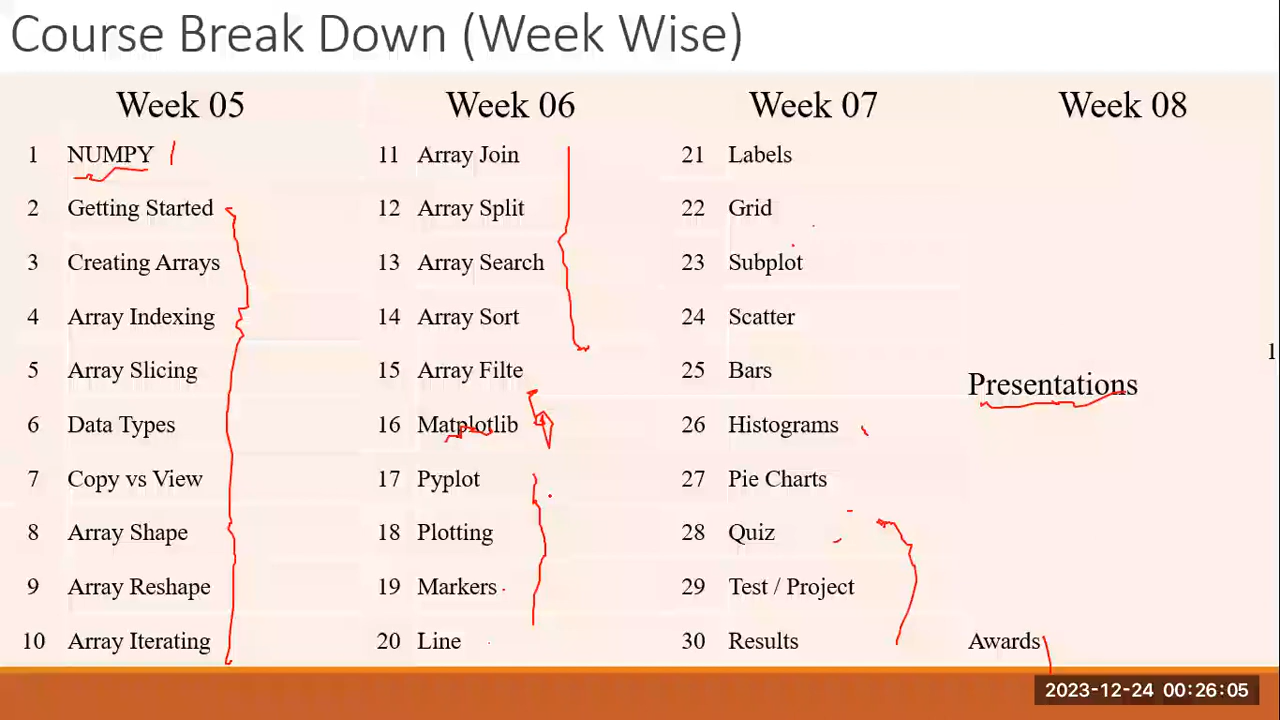 Course Break Down (Week Wise)
Week 05
1 NUMPY
2 Getting Started
3 Creating Arrays
4 Array Indexing
5 Array Slicing
6 Data Types
7 Copy vs View
8 Array Shape
9 Array Reshape
10 Array Iterating
Week 06
11 Array Join
12 Array Split
13 Array Search
14 Array Sort
15 Array Filte
16 Matplotlib
17 Pyplot
18 Plotting
19 Markers
20 Line
Week 07
21 Labels
22 Grid
23 Subplot
24 Scatter
25 Bars
26 Histograms
27 Pie Charts
28 Quiz
29 Test / Project
30 Results
Week 08
1
Presentations
Awards
2023-12-24 00:26:05